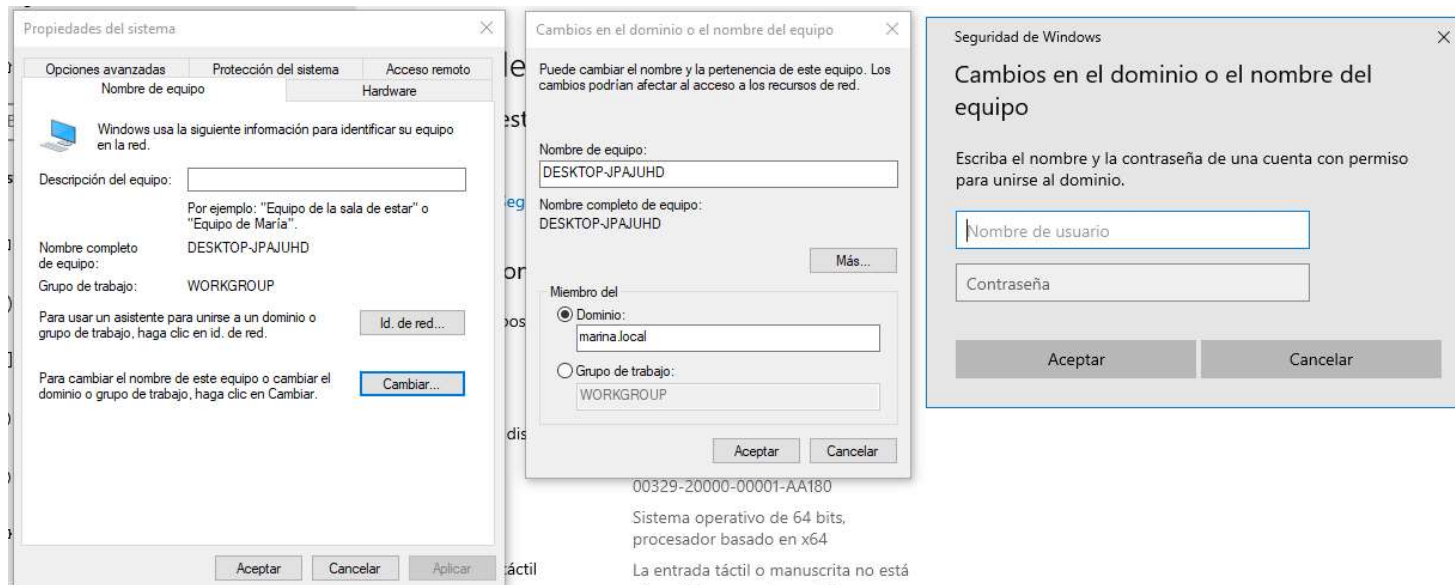 Propiedades del sistema
Opciones avanzadas
Protección del sistema
Acceso remoto
Nombre de equipo
Hardware
Windows usa la siguiente información para identificar su equipo
en la red.
Descripción del equipo:
Por ejemplo: "Equipo de la sala de estar" o
"Equipo de María".
Nombre completo
de equipo:
DESKTOP-JPAJUHD
Grupo de trabajo:
WORKGROUP
Para usar un asistente para unirse a un dominio o
grupo de trabajo, haga clic en id. de red.
Id. de red...
Para cambiar el nombre de este equipo o cambiar el
dominio o grupo de trabajo, haga clic en Cambiar.
Cambiar...
Aceptar
Cancelar
Aplicar
Cambios en el dominio o el nombre del equipo
Puede cambiar el nombre y la pertenencia de este equipo. Los
cambios podrían afectar al acceso a los recursos de red.
Nombre de equipo:
DESKTOP-JPAJUHD
Nombre completo de equipo:
DESKTOP-JPAJUHD
Más...
Miembro del
Dominio:
marina.local
Grupo de trabajo:
WORKGROUP
Aceptar
Cancelar
00329-20000-00001-AA180
Sistema operativo de 64 bits,
procesador basado en x64
táctil
La entrada táctil o manuscrita no está
Seguridad de Windows
Cambios en el dominio o el nombre del
equipo
Escriba el nombre y la contraseña de una cuenta con permiso
para unirse al dominio.
Nombre de usuario
Contraseña
Aceptar
Cancelar